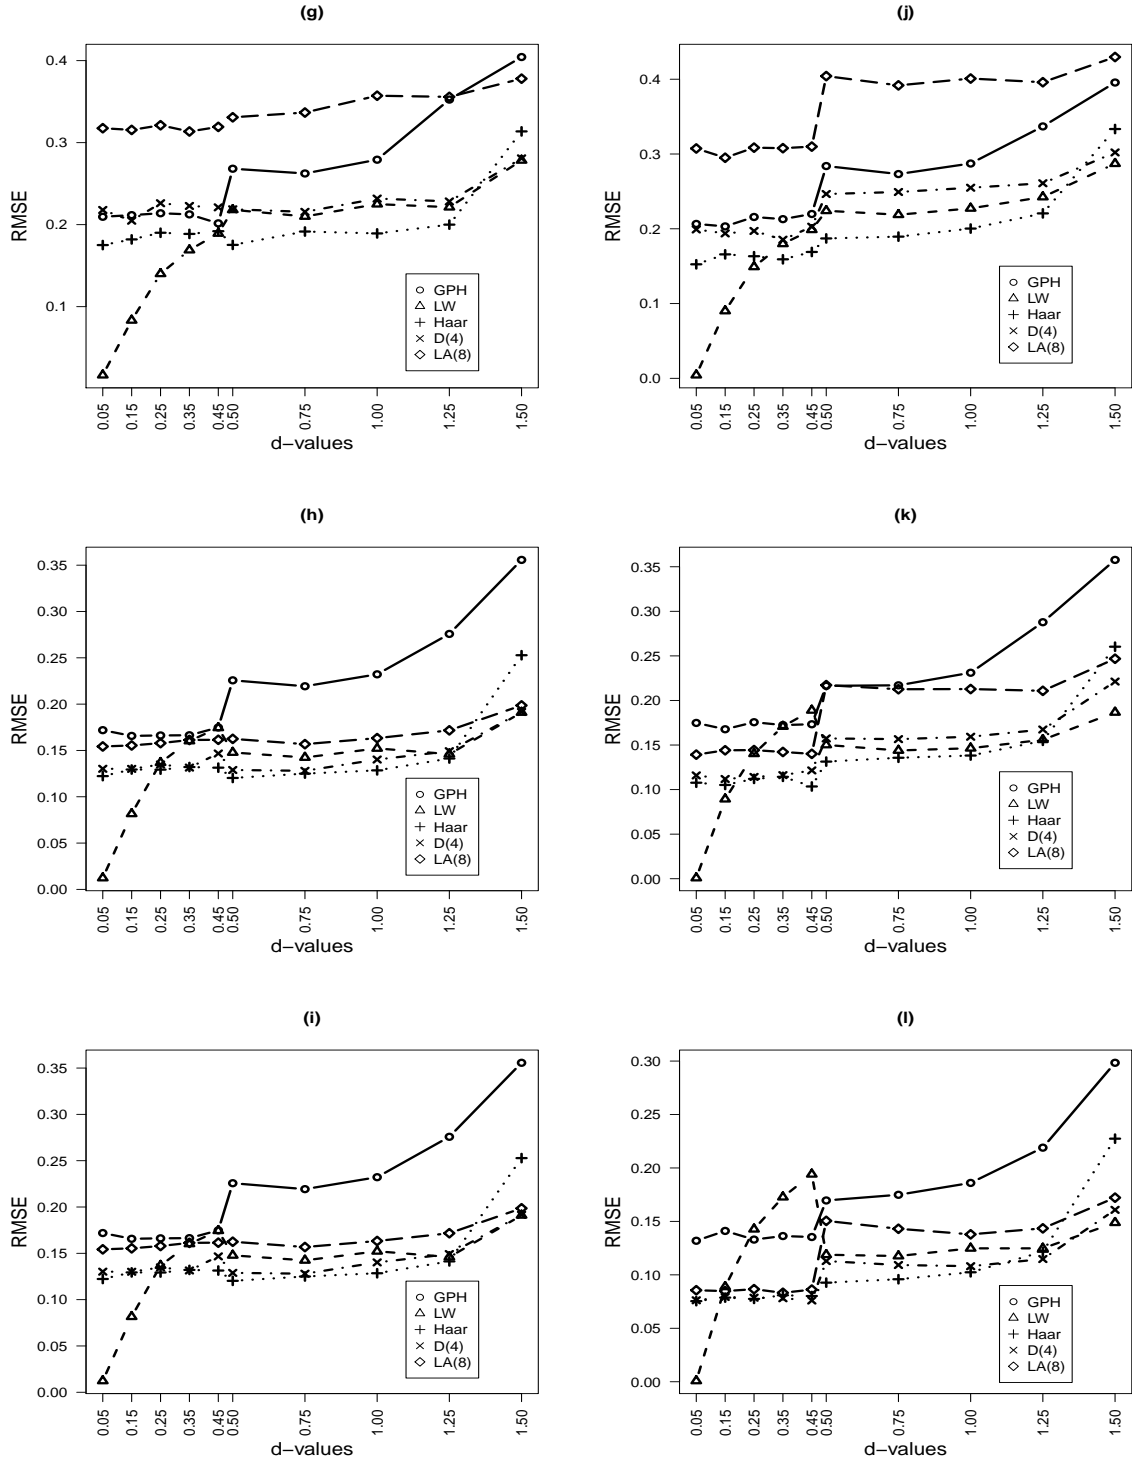 (g)
RMSE
0.4
0.3
0.2
0.1
0.05
0.15
0.25
0.35
0.45
0.50
0.75
1.00
1.25
1.50
d−values
GPH
LW
Haar
D(4)
LA(8)
(j)
RMSE
0.4
0.3
0.2
0.1
0.0
0.05
0.15
0.25
0.35
0.45
0.50
0.75
1.00
1.25
1.50
d−values
GPH
LW
Haar
D(4)
LA(8)
(h)
RMSE
0.35
0.30
0.25
0.20
0.15
0.10
0.05
0.00
0.05
0.15
0.25
0.35
0.45
0.50
0.75
1.00
1.25
1.50
d−values
GPH
LW
Haar
D(4)
LA(8)
(k)
RMSE
0.35
0.30
0.25
0.20
0.15
0.10
0.05
0.00
0.05
0.15
0.25
0.35
0.45
0.50
0.75
1.00
1.25
1.50
d−values
GPH
LW
Haar
D(4)
LA(8)
(i)
RMSE
0.35
0.30
0.25
0.20
0.15
0.10
0.05
0.00
0.05
0.15
0.25
0.35
0.45
0.50
0.75
1.00
1.25
1.50
d−values
GPH
LW
Haar
D(4)
LA(8)
(l)
RMSE
0.30
0.25
0.20
0.15
0.10
0.05
0.00
0.05
0.15
0.25
0.35
0.45
0.50
0.75
1.00
1.25
1.50
d−values
GPH
LW
Haar
D(4)
LA(8)